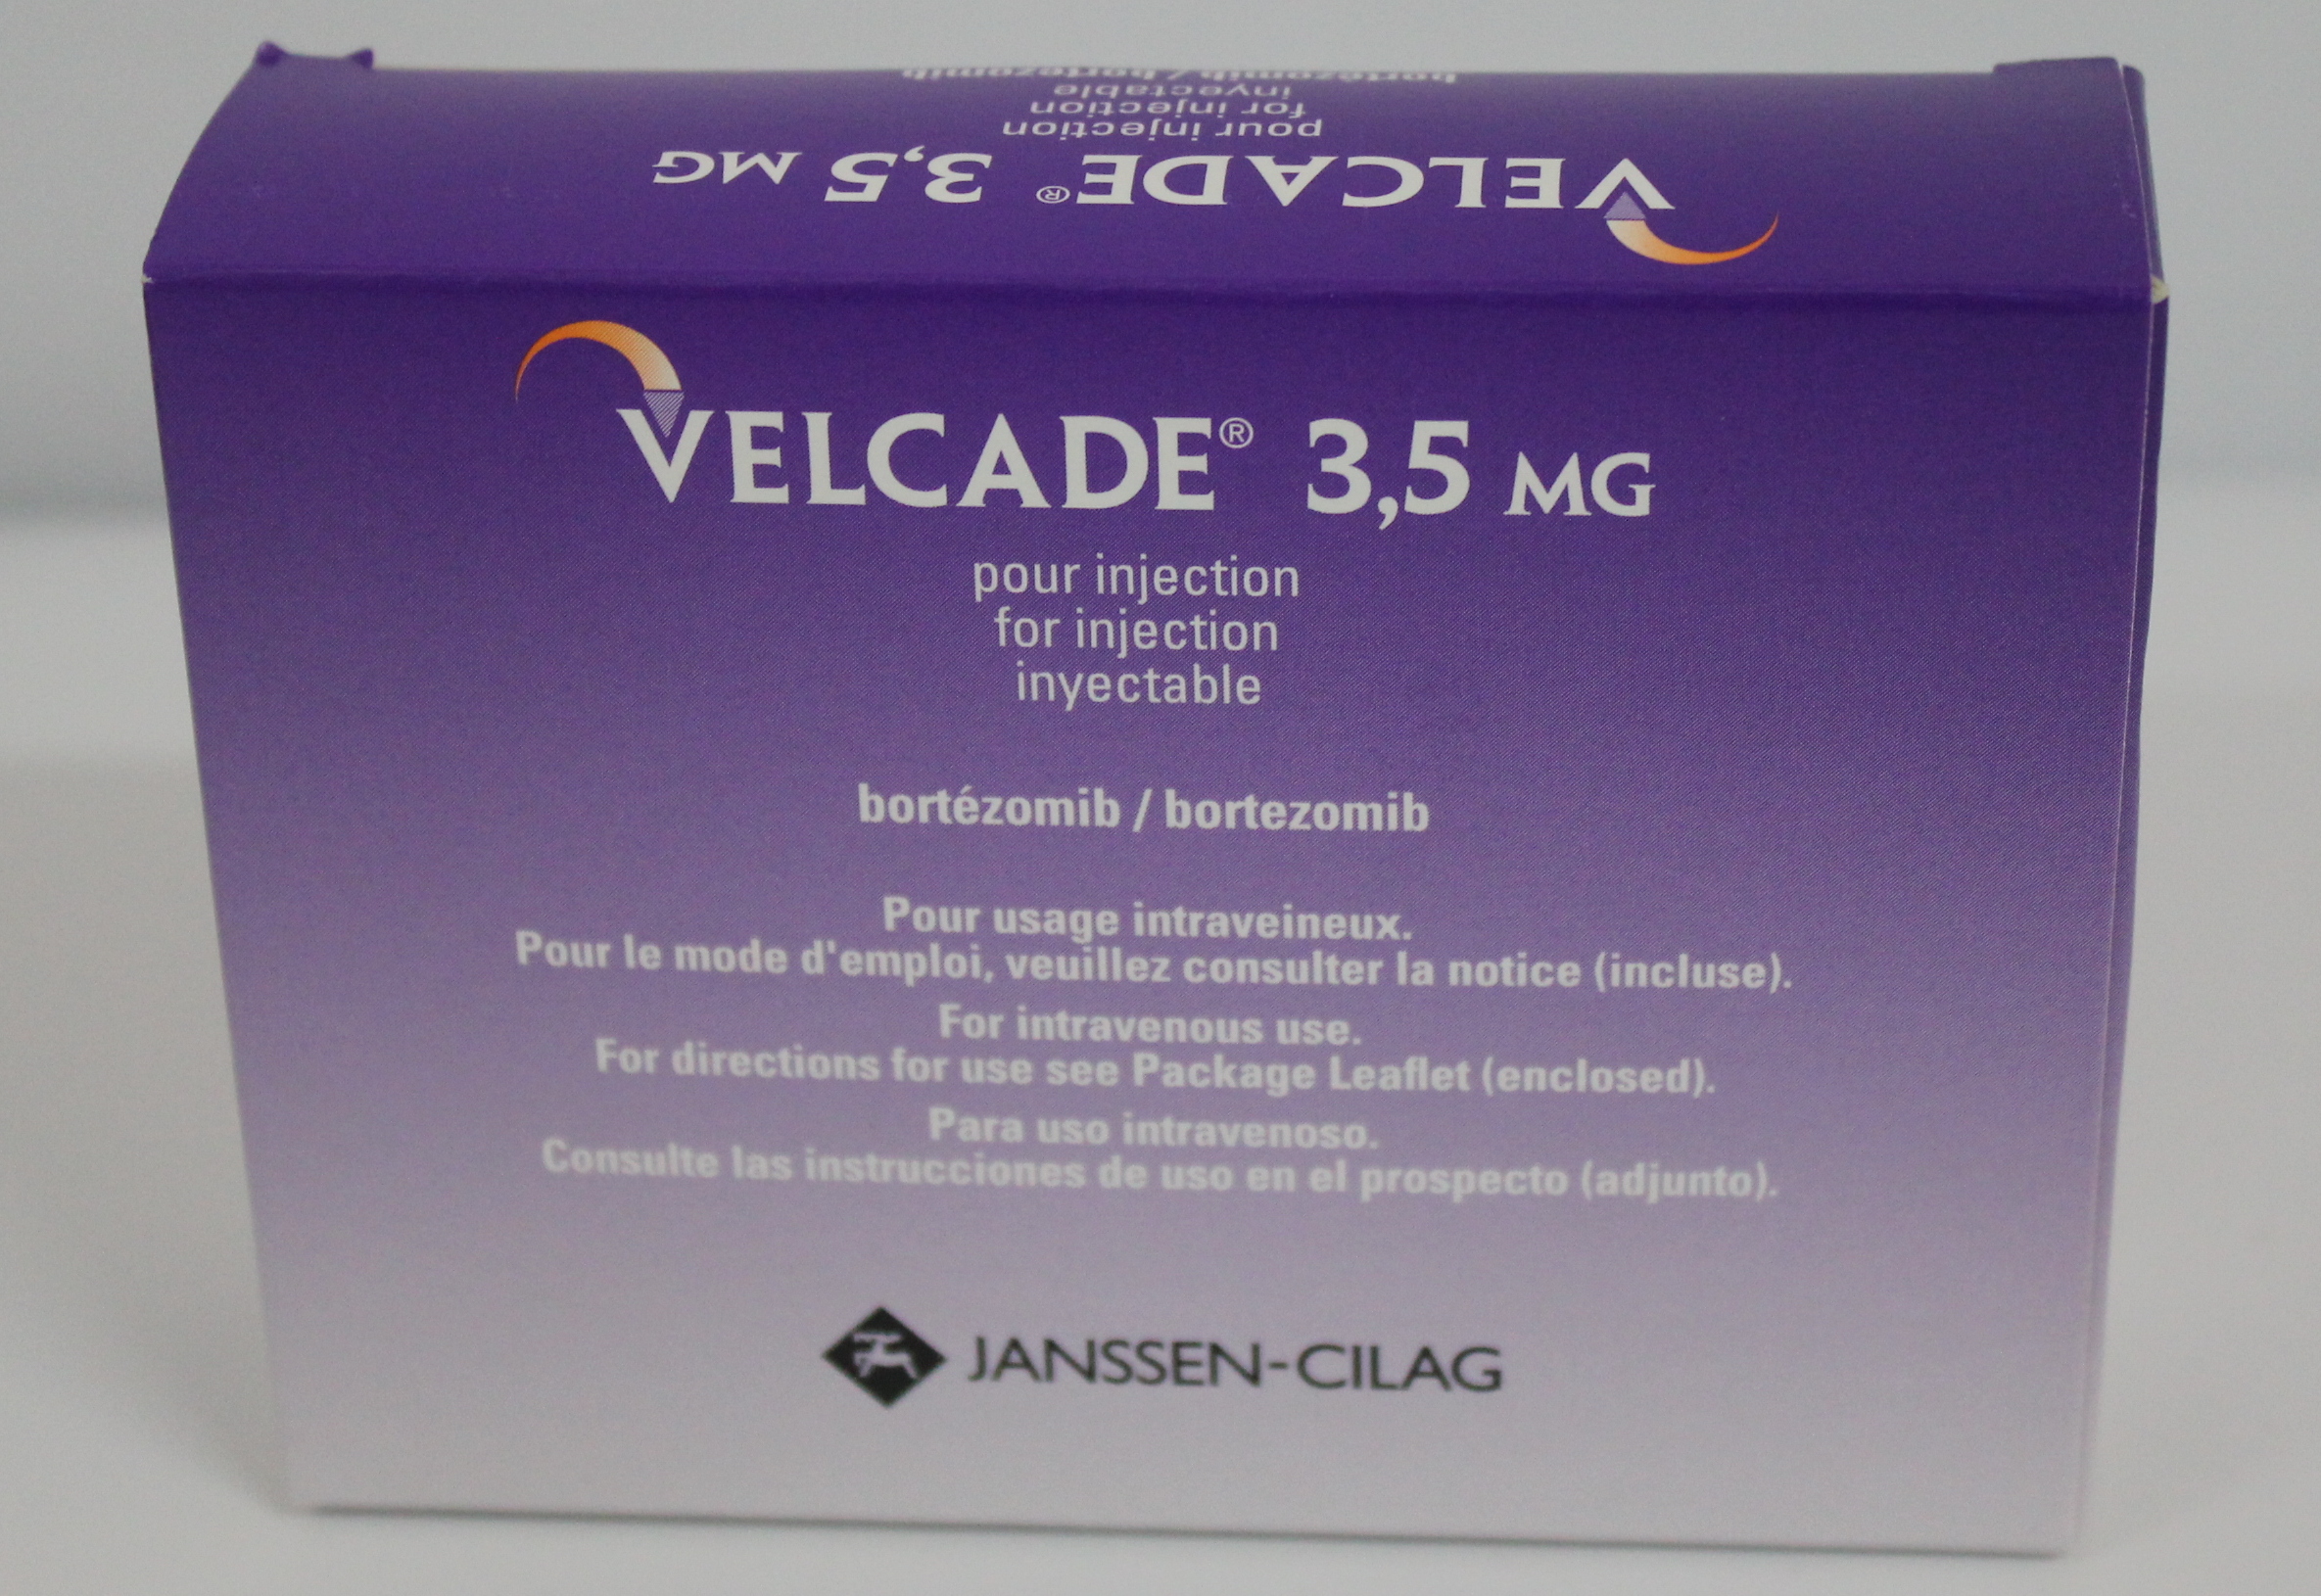 VELCADE® 3,5 MG
pour injection
for injection
inyectable
bortézomib / bortezomib
VELCADE® 3,5 MG
pour injection
for injection
inyectable
bortézomib / bortezomib
Pour usage intraveineux.
Pour le mode d'emploi, veuillez consulter la notice (incluse).
For intravenous use.
For directions for use see Package Leaflet (enclosed).
Para uso intravenoso.
Consulte las instrucciones de uso en el prospecto (adjunto).
JANSSEN-CILAG